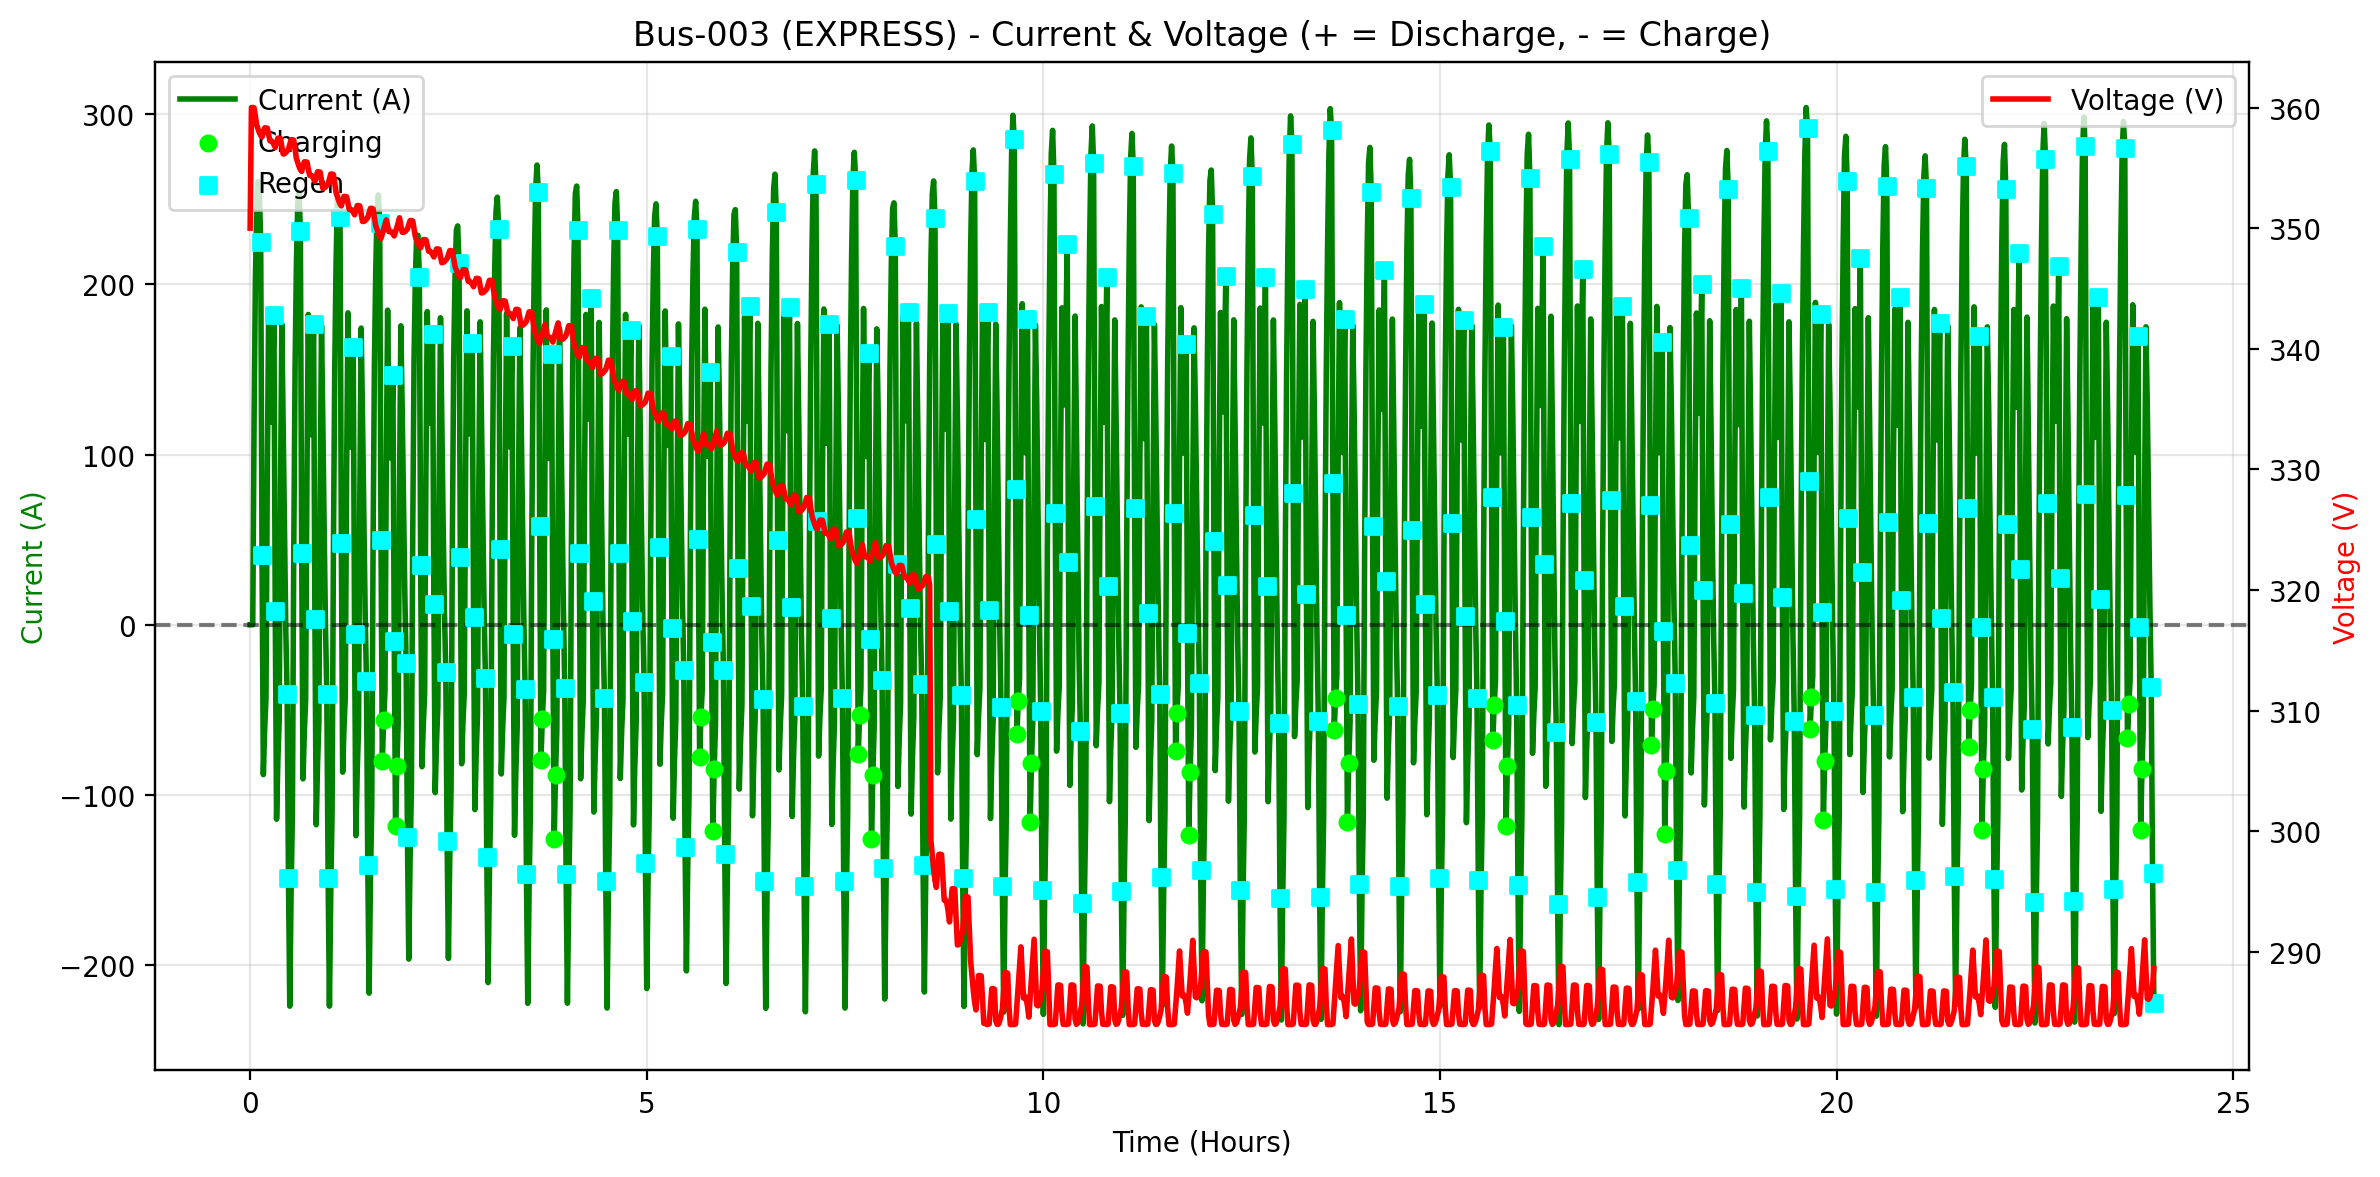 Bus-003 (EXPRESS) - Current & Voltage (+ = Discharge, - = Charge)
Current (A)
Charging
Regen
Voltage (V)
300
200
100
0
−100
−200
Current (A)
360
350
340
330
320
310
300
290
Voltage (V)
0
5
10
15
20
25
Time (Hours)